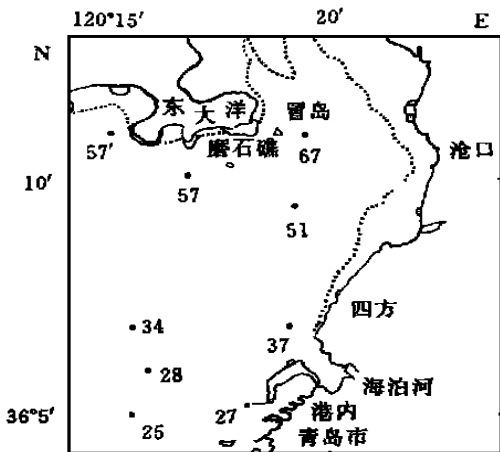 120°15′ 20′ E
N
东大洋
冒岛
57′
磨石礁
67
沧口
10′
57
51
四方
34
37
28
海泊河
36°5′
27
港内
25
青岛市